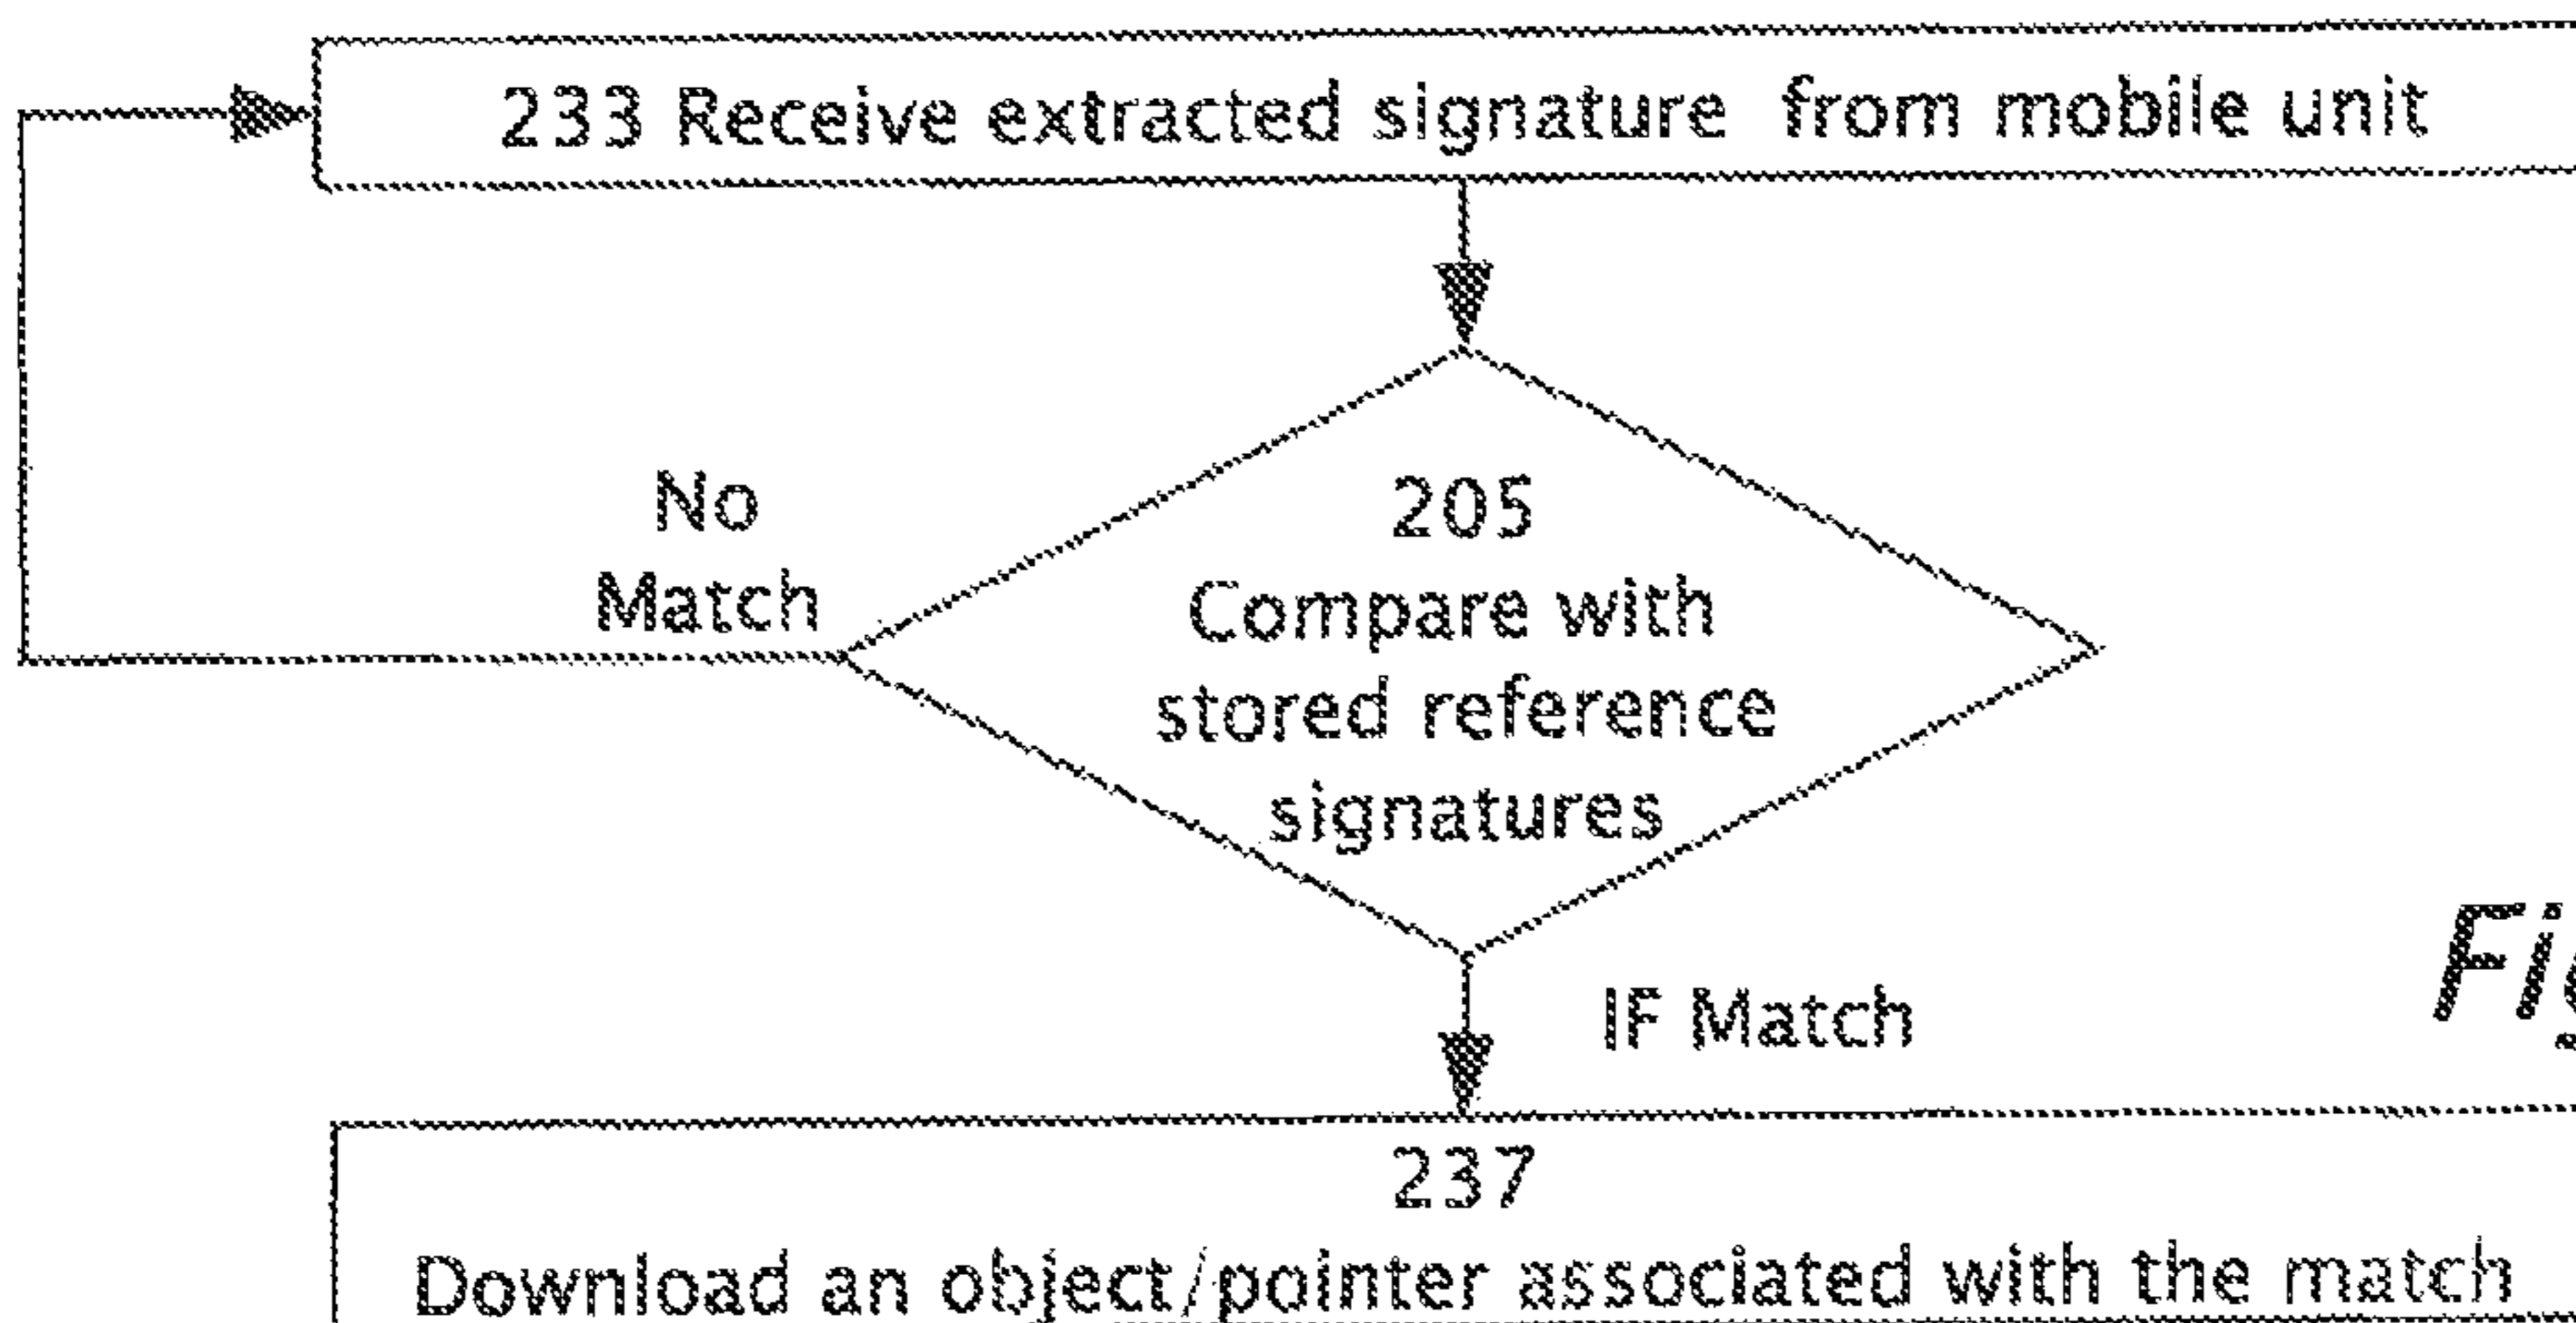 233 Receive extracted signature from mobile unit
No
Match
205
Compare with
stored reference
signatures
IF Match
237
Download an object/pointer associated with the match